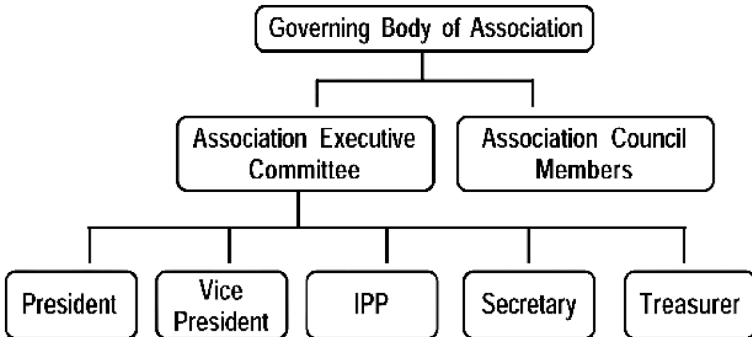 Governing Body of Association
Association Executive
Committee
Association Council
Members
President
Vice
President
IPP
Secretary
Treasurer